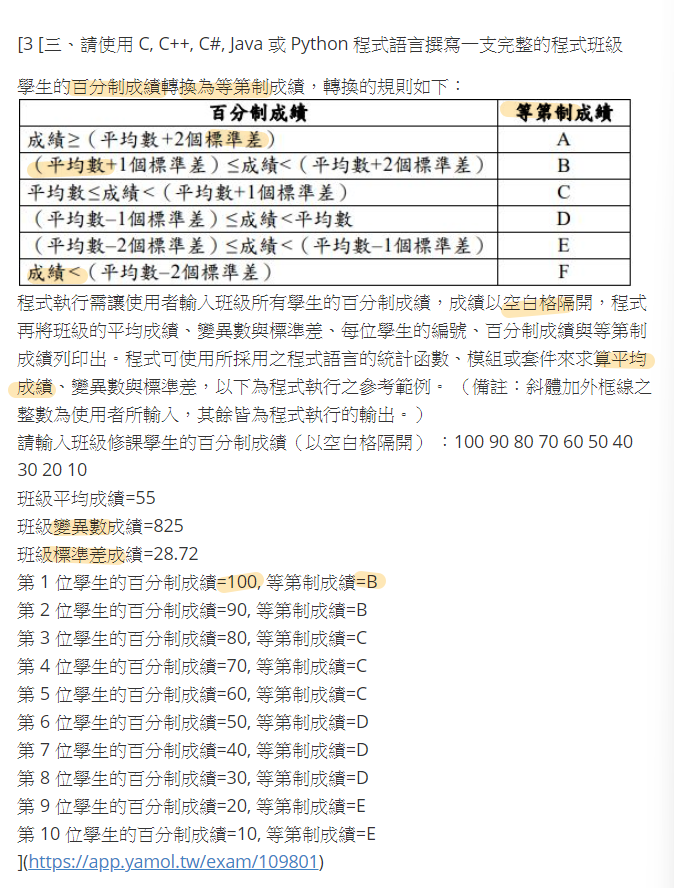 [3 [三、請使用 C, C++, C#, Java 或 Python 程式語言撰寫一支完整的程式班級
學生的百分制成績轉換為等第制成績，轉換的規則如下：
百分制成績 等第制成績
成績≥（平均數+2個標準差） A
（平均數+1個標準差）≤成績<（平均數+2個標準差） B
平均數≤成績<（平均數+1個標準差） C
（平均數–1個標準差）≤成績<平均數 D
（平均數–2個標準差）≤成績<（平均數–1個標準差） E
成績<（平均數–2個標準差） F
程式執行需讓使用者輸入班級所有學生的百分制成績，成績以空白格隔開，程式
再將班級的平均成績、變異數與標準差、每位學生的編號、百分制成績與等第制
成績列印出。程式可使用所採用之程式語言的統計函數、模組或套件來求算平均
成績、變異數與標準差，以下為程式執行之參考範例。（備註：斜體加外框線之
整數為使用者所輸入，其餘皆為程式執行的輸出。）
請輸入班級修課學生的百分制成績（以空白格隔開）：100 90 80 70 60 50 40
30 20 10
班級平均成績=55
班級變異數成績=825
班級標準差成績=28.72
第 1 位學生的百分制成績=100, 等第制成績=B
第 2 位學生的百分制成績=90, 等第制成績=B
第 3 位學生的百分制成績=80, 等第制成績=C
第 4 位學生的百分制成績=70, 等第制成績=C
第 5 位學生的百分制成績=60, 等第制成績=C
第 6 位學生的百分制成績=50, 等第制成績=D
第 7 位學生的百分制成績=40, 等第制成績=D
第 8 位學生的百分制成績=30, 等第制成績=D
第 9 位學生的百分制成績=20, 等第制成績=E
第 10 位學生的百分制成績=10, 等第制成績=E
](https://app.yamol.tw/exam/109801)